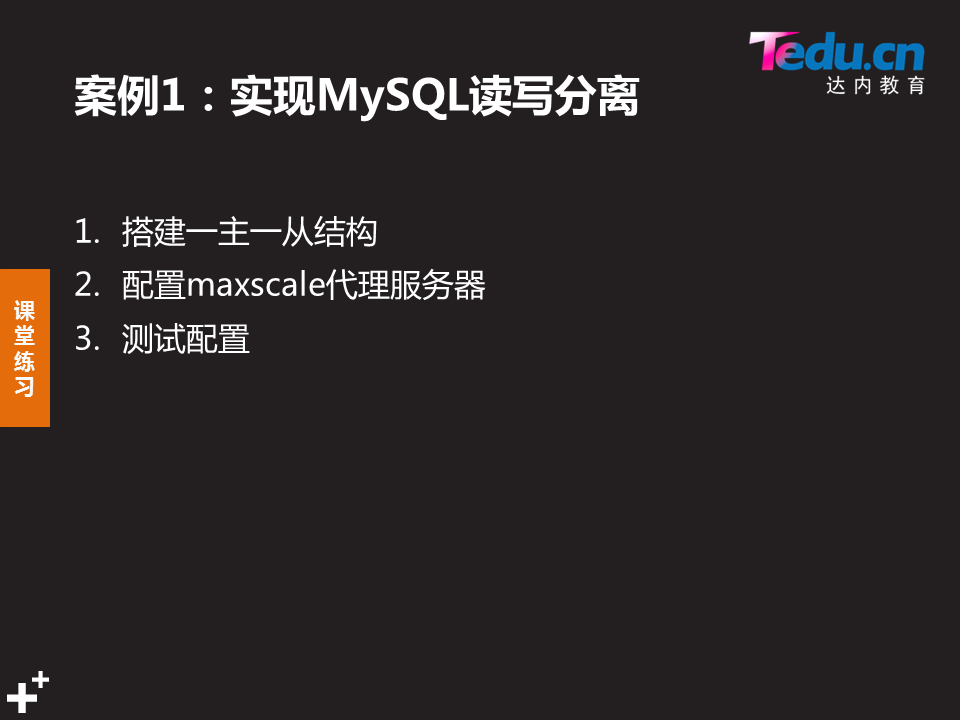 Tedu.cn
达内教育
案例1：实现MySQL读写分离
1. 搭建一主一从结构
2. 配置maxscale代理服务器
3. 测试配置
课
堂
练
习